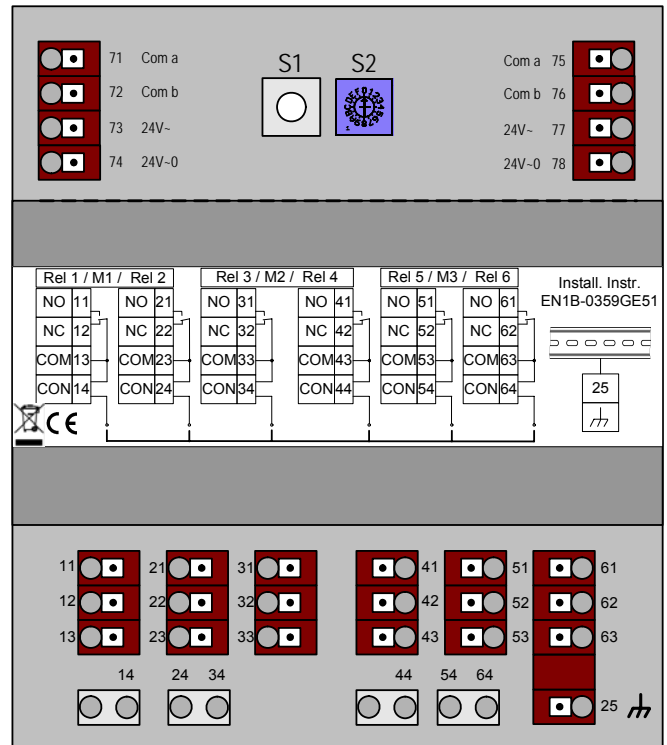 71 Com a
S1 S2
Com a 75
72 Com b
Com b 76
73 24V~
24V~ 77
74 24V~0
24V~0 78
Rel 1 / M1 / Rel 2
Rel 3 / M2 / Rel 4
Rel 5 / M3 / Rel 6
Install. Instr.
EN1B-0359GE51
NO 11 NO 21 NO 31 NO 41 NO 51 NO 61
NC 12 NC 22 NC 32 NC 42 NC 52 NC 62
COM 13 COM 23 COM 33 COM 43 COM 53 COM 63
CON 14 CON 24 CON 34 CON 44 CON 54 CON 64
25
CE
11 21 31 41 51 61
12 22 32 42 52 62
13 23 33 43 53 63
14 24 34 44 54 64
25